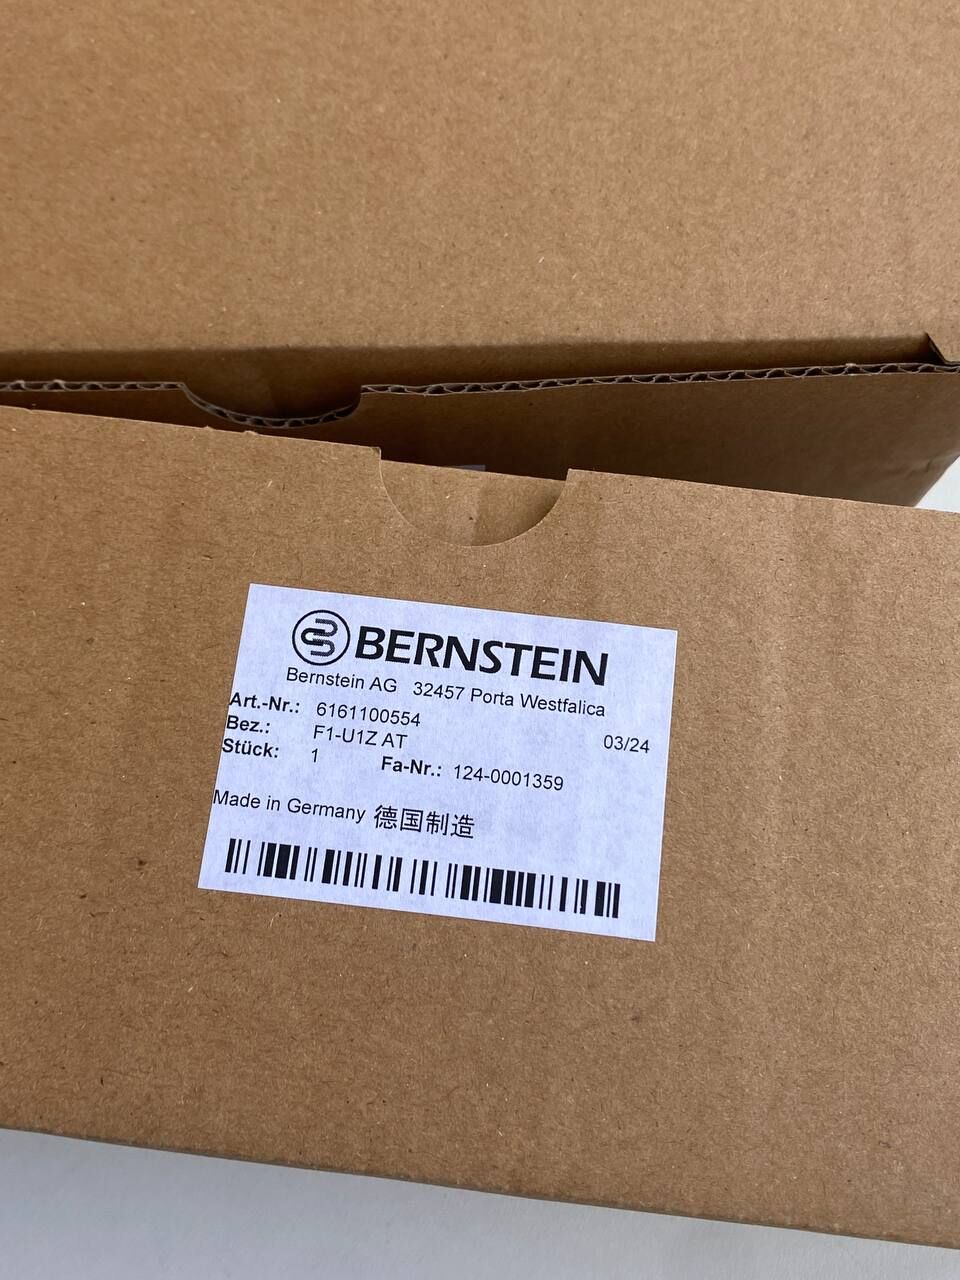 BERNSTEIN
Bernstein AG 32457 Porta Westfalica
Art.-Nr.: 6161100554
Bez.: F1-U1Z AT 03/24
Stück: 1 Fa-Nr.: 124-0001359
Made in Germany 德国制造